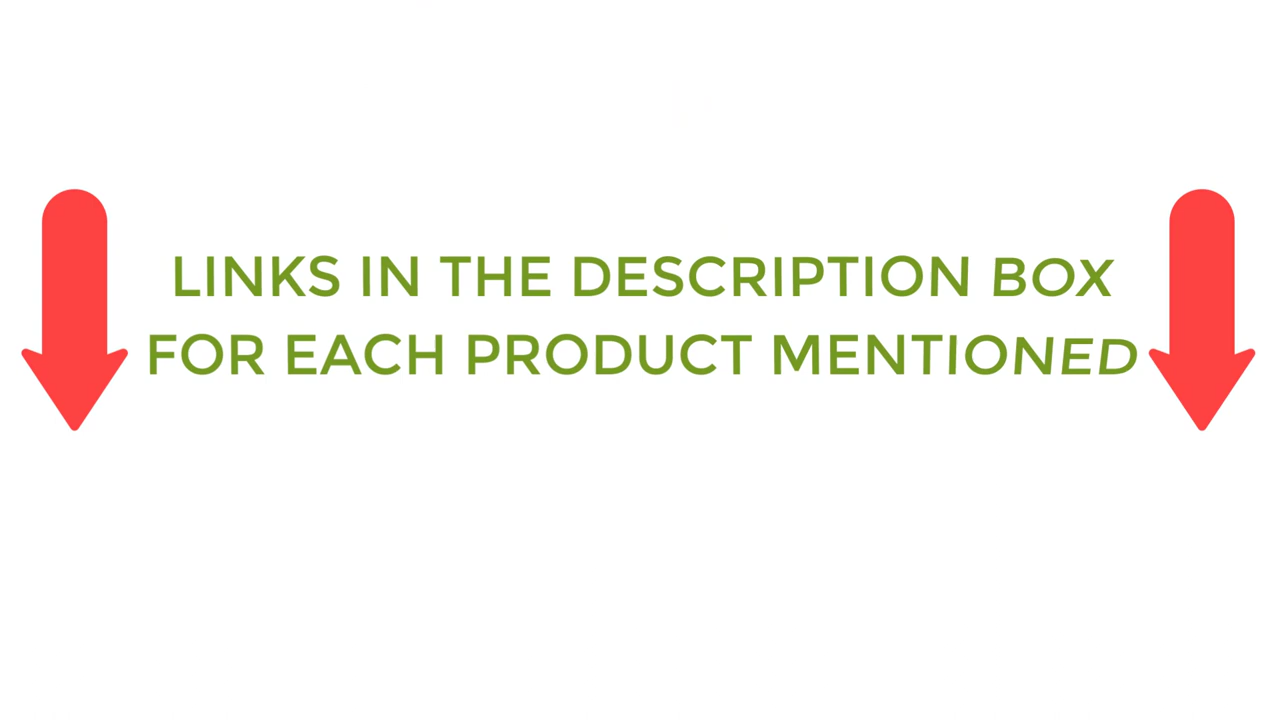 LINKS IN THE DESCRIPTION BOX
FOR EACH PRODUCT MENTIONED